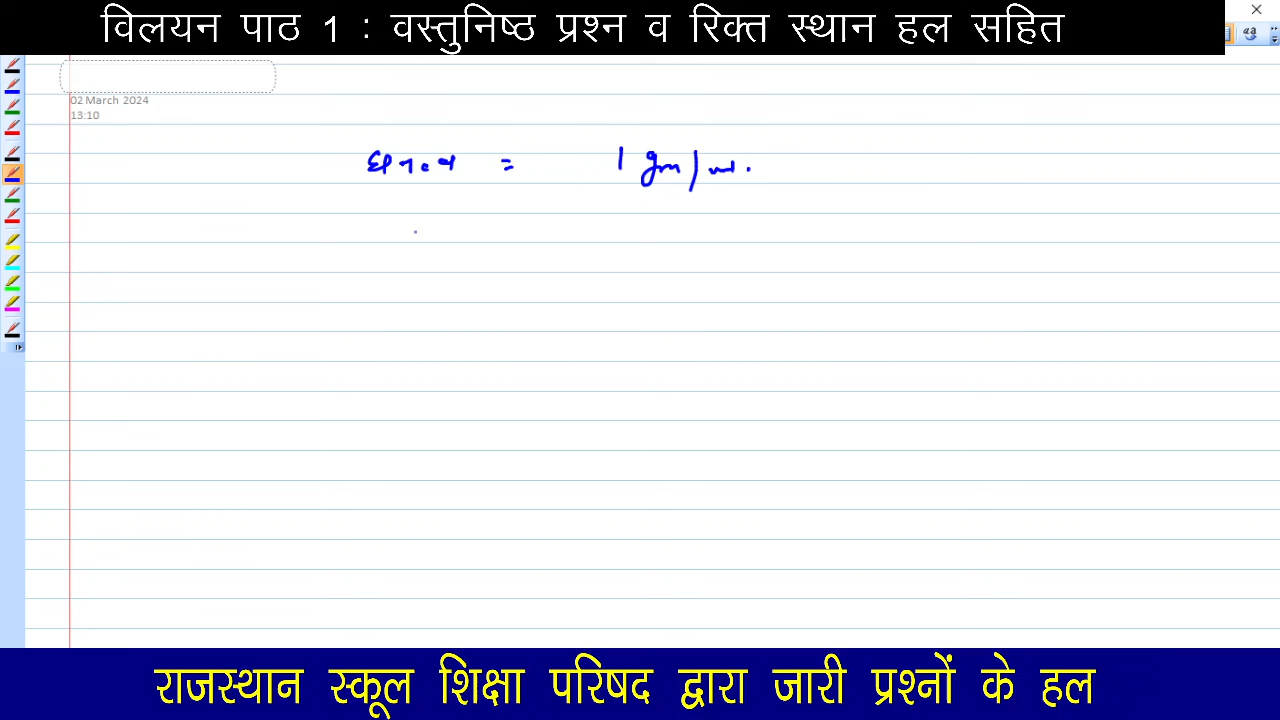 विलयन पाठ 1 : वस्तुनिष्ठ प्रश्न व रिक्त स्थान हल सहित
02 March 2024
13:10
घनत्व = 1 gm/ml.
राजस्थान स्कूल शिक्षा परिषद द्वारा जारी प्रश्नों के हल